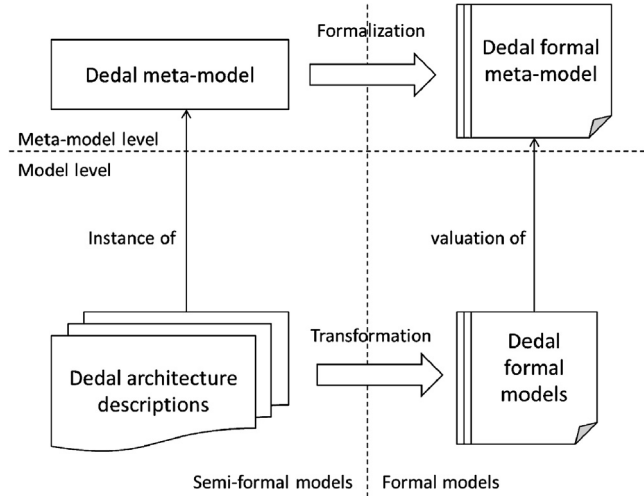 Formalization
Dedal meta-model
Dedal formal
meta-model
Meta-model level
Model level
Instance of
valuation of
Transformation
Dedal architecture
descriptions
Dedal
formal
models
Semi-formal models
Formal models